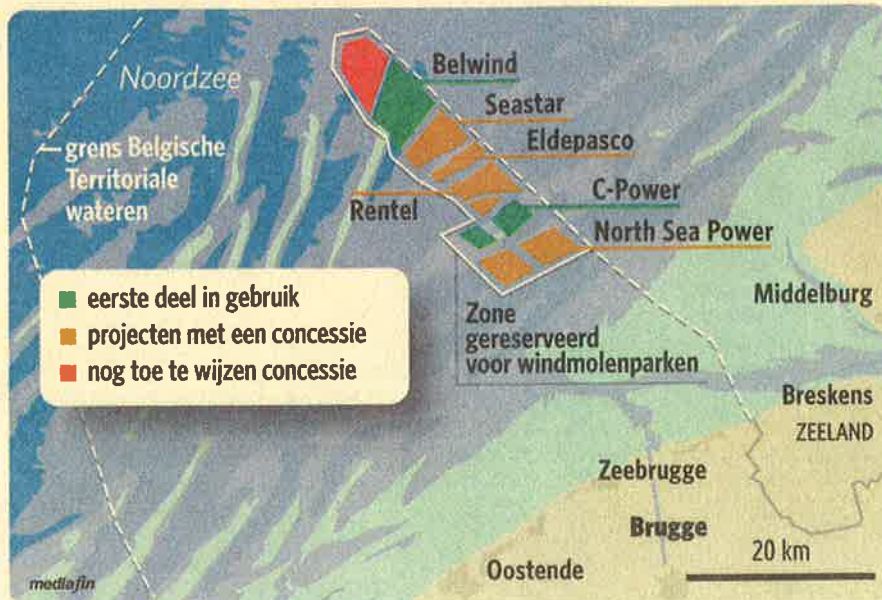 Noordzee
grens Belgische
Territoriale
wateren
Belwind
Seastar
Eldepasco
C-Power
Rentel
North Sea Power
eerste deel in gebruik
projecten met een concessie
nog toe te wijzen concessie
Zone
gereserveerd
voor windmolenparken
Middelburg
Breskens
ZEELAND
Zeebrugge
Brugge
Oostende
20 km
mediafin